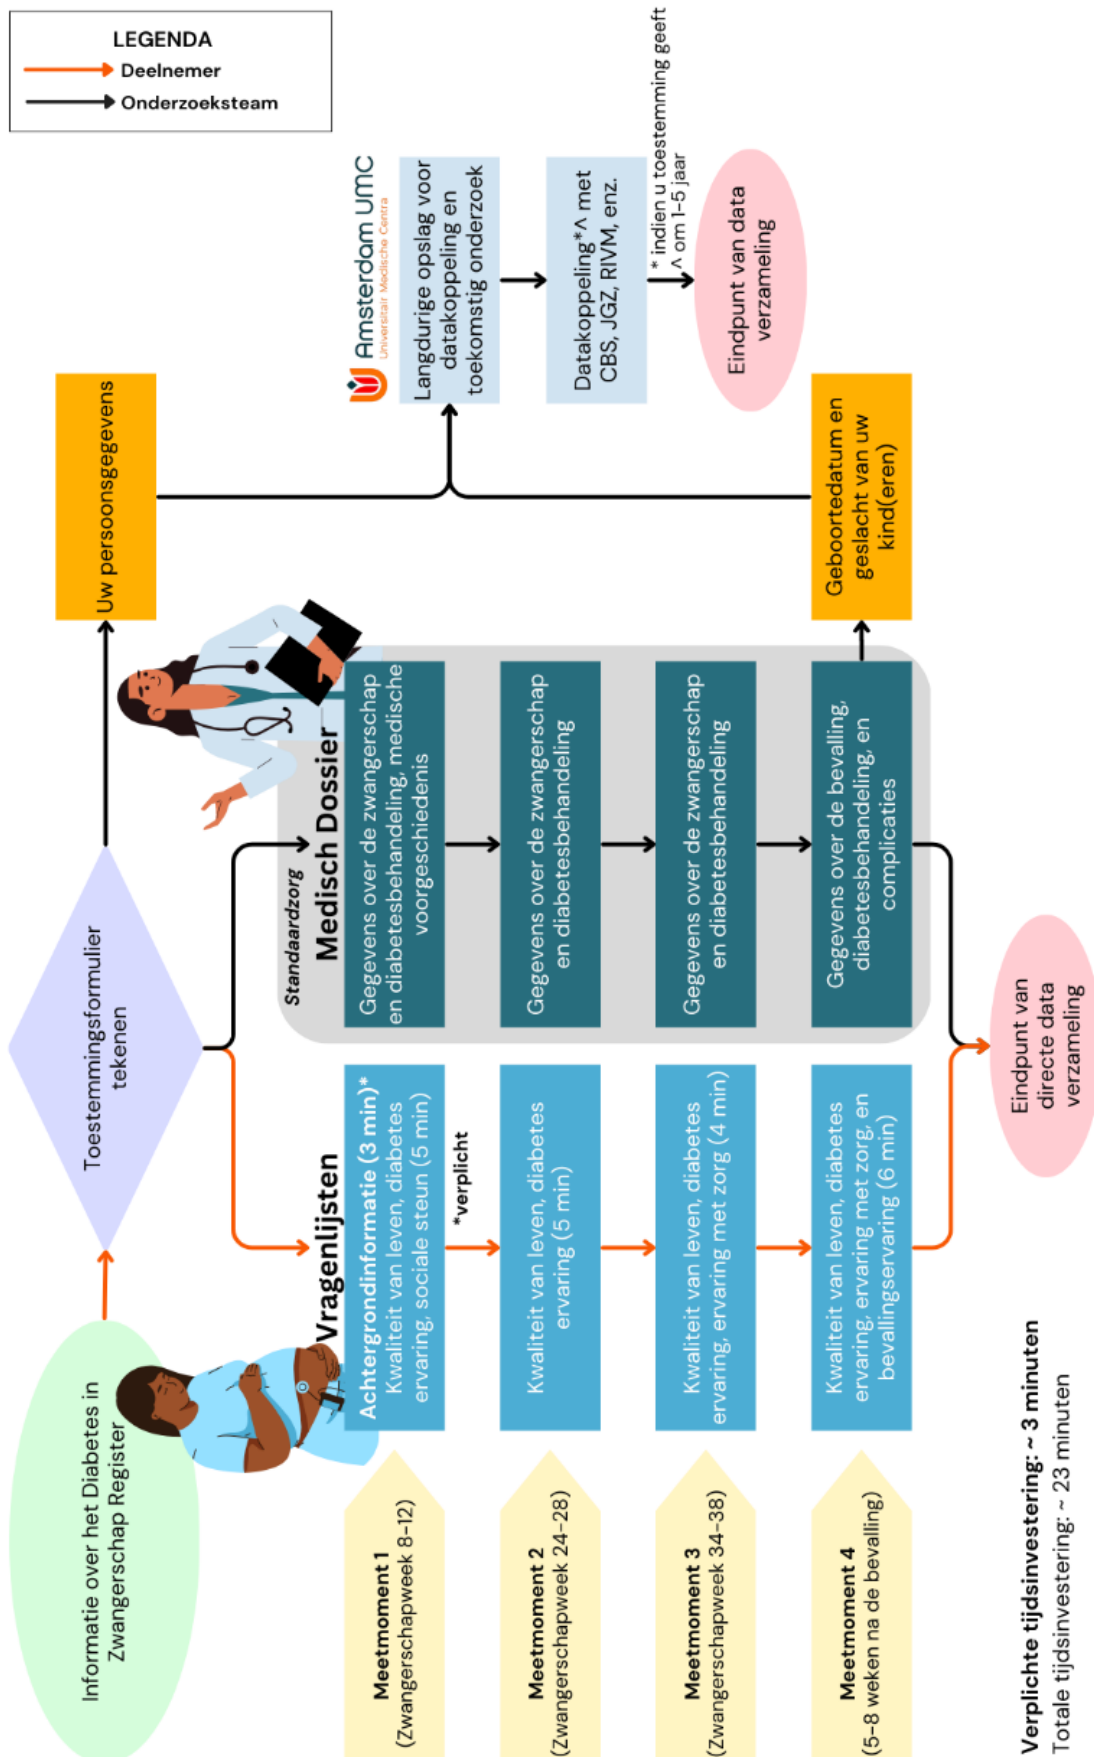 LEGENDA
Deelnemer
Onderzoeksteam
Informatie over het Diabetes in
Zwangerschap Register
Toestemmingsformulier
tekenen
Uw persoonsgegevens
Vragenlijsten
Standaardzorg
Medisch Dossier
Meetmoment 1
(Zwangerschapweek 8-12)
Achtergrondinformatie (3 min)*
Kwaliteit van leven, diabetes
ervaring, sociale steun (5 min)
*verplicht
Gegevens over de zwangerschap
en diabetesbehandeling, medische
voorgeschiedenis
Meetmoment 2
(Zwangerschapweek 24-28)
Kwaliteit van leven, diabetes
ervaring (5 min)
Gegevens over de zwangerschap
en diabetesbehandeling
Meetmoment 3
(Zwangerschapweek 34-38)
Kwaliteit van leven, diabetes
ervaring, ervaring met zorg (4 min)
Gegevens over de zwangerschap
en diabetesbehandeling
Meetmoment 4
(5-8 weken na de bevalling)
Kwaliteit van leven, diabetes
ervaring, ervaring met zorg, en
bevallingservaring (6 min)
Gegevens over de bevalling,
diabetesbehandeling, en
complicaties
Geboortedatum en
geslacht van uw
kind(eren)
Amsterdam UMC
Universitair Medische Centra
Langdurige opslag voor
datakoppeling en
toekomstig onderzoek
Datakoppeling*^ met
CBS, JGZ, RIVM, enz.
* indien u toestemming geeft
^ om 1-5 jaar
Eindpunt van data
verzameling
Eindpunt van
directe data
verzameling
Verplichte tijdsinvestering: ~ 3 minuten
Totale tijdsinvestering: ~ 23 minuten